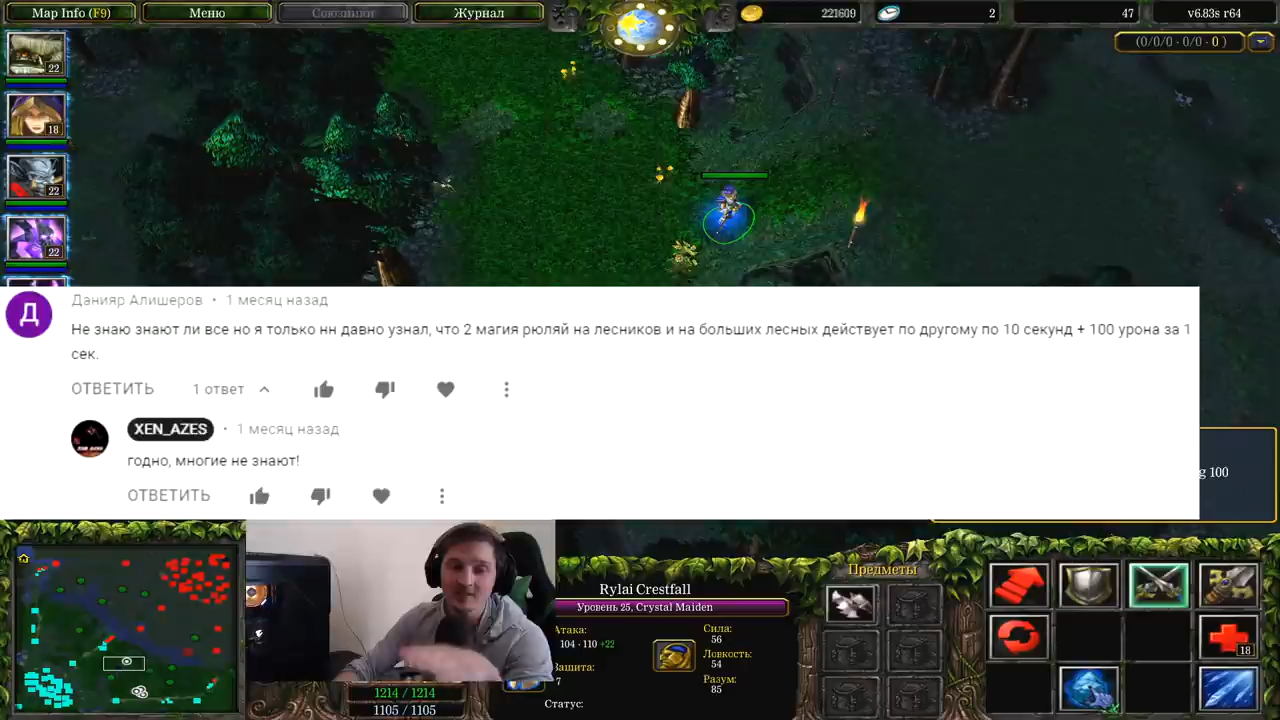 Map Info (F9)
Меню
Союзники
Журнал
221609
2
47
v6.83s r64
(0/0/0 - 0/0 - 0 )
22
18
22
22
Данияр Алишеров • 1 месяц назад
Не знаю знают ли все но я только нн давно узнал, что 2 магия рюляй на лесников и на больших лесных действует по другому по 10 секунд + 100 урона за 1
сек.
ОТВЕТИТЬ
1 ответ
XEN_AZES • 1 месяц назад
годно, многие не знают!
ОТВЕТИТЬ
g 100
Rylai Crestfall
Уровень 25, Crystal Maiden
Атака:
104 - 110 +22
Защита:
7
Сила:
56
Ловкость:
54
Разум:
85
Статус:
1214 / 1214
1105 / 1105
Предметы
18